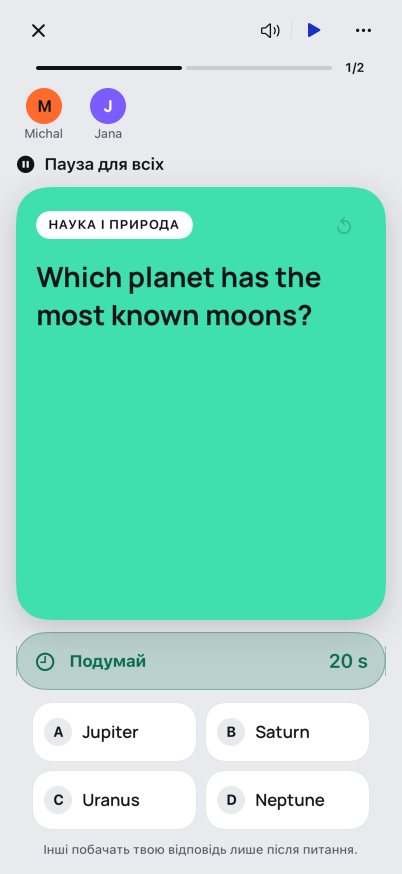 1/2
M
J
Michal
Jana
Пауза для всіх
НАУКА І ПРИРОДА
Which planet has the
most known moons?
Подумай
20 s
A Jupiter
B Saturn
C Uranus
D Neptune
Інші побачать твою відповідь лише після питання.